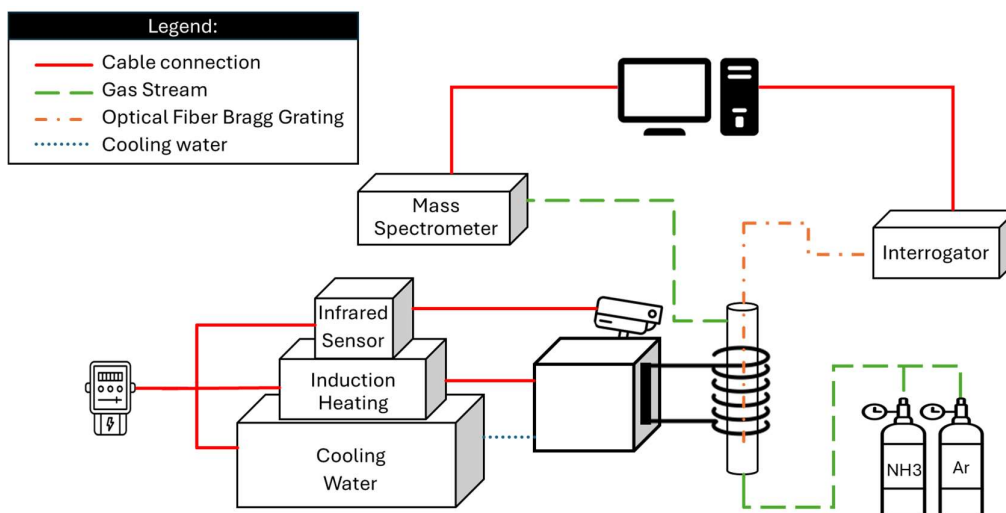 Legend:
Cable connection
Gas Stream
Optical Fiber Bragg Grating
Cooling water
Mass
Spectrometer
Interrogator
Infrared
Sensor
Induction
Heating
Cooling
Water
NH3
Ar